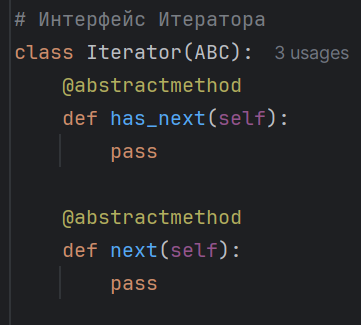 # Интерфейс Итератора
class Iterator(ABC): 3 usages
@abstractmethod
def has_next(self):
pass
@abstractmethod
def next(self):
pass